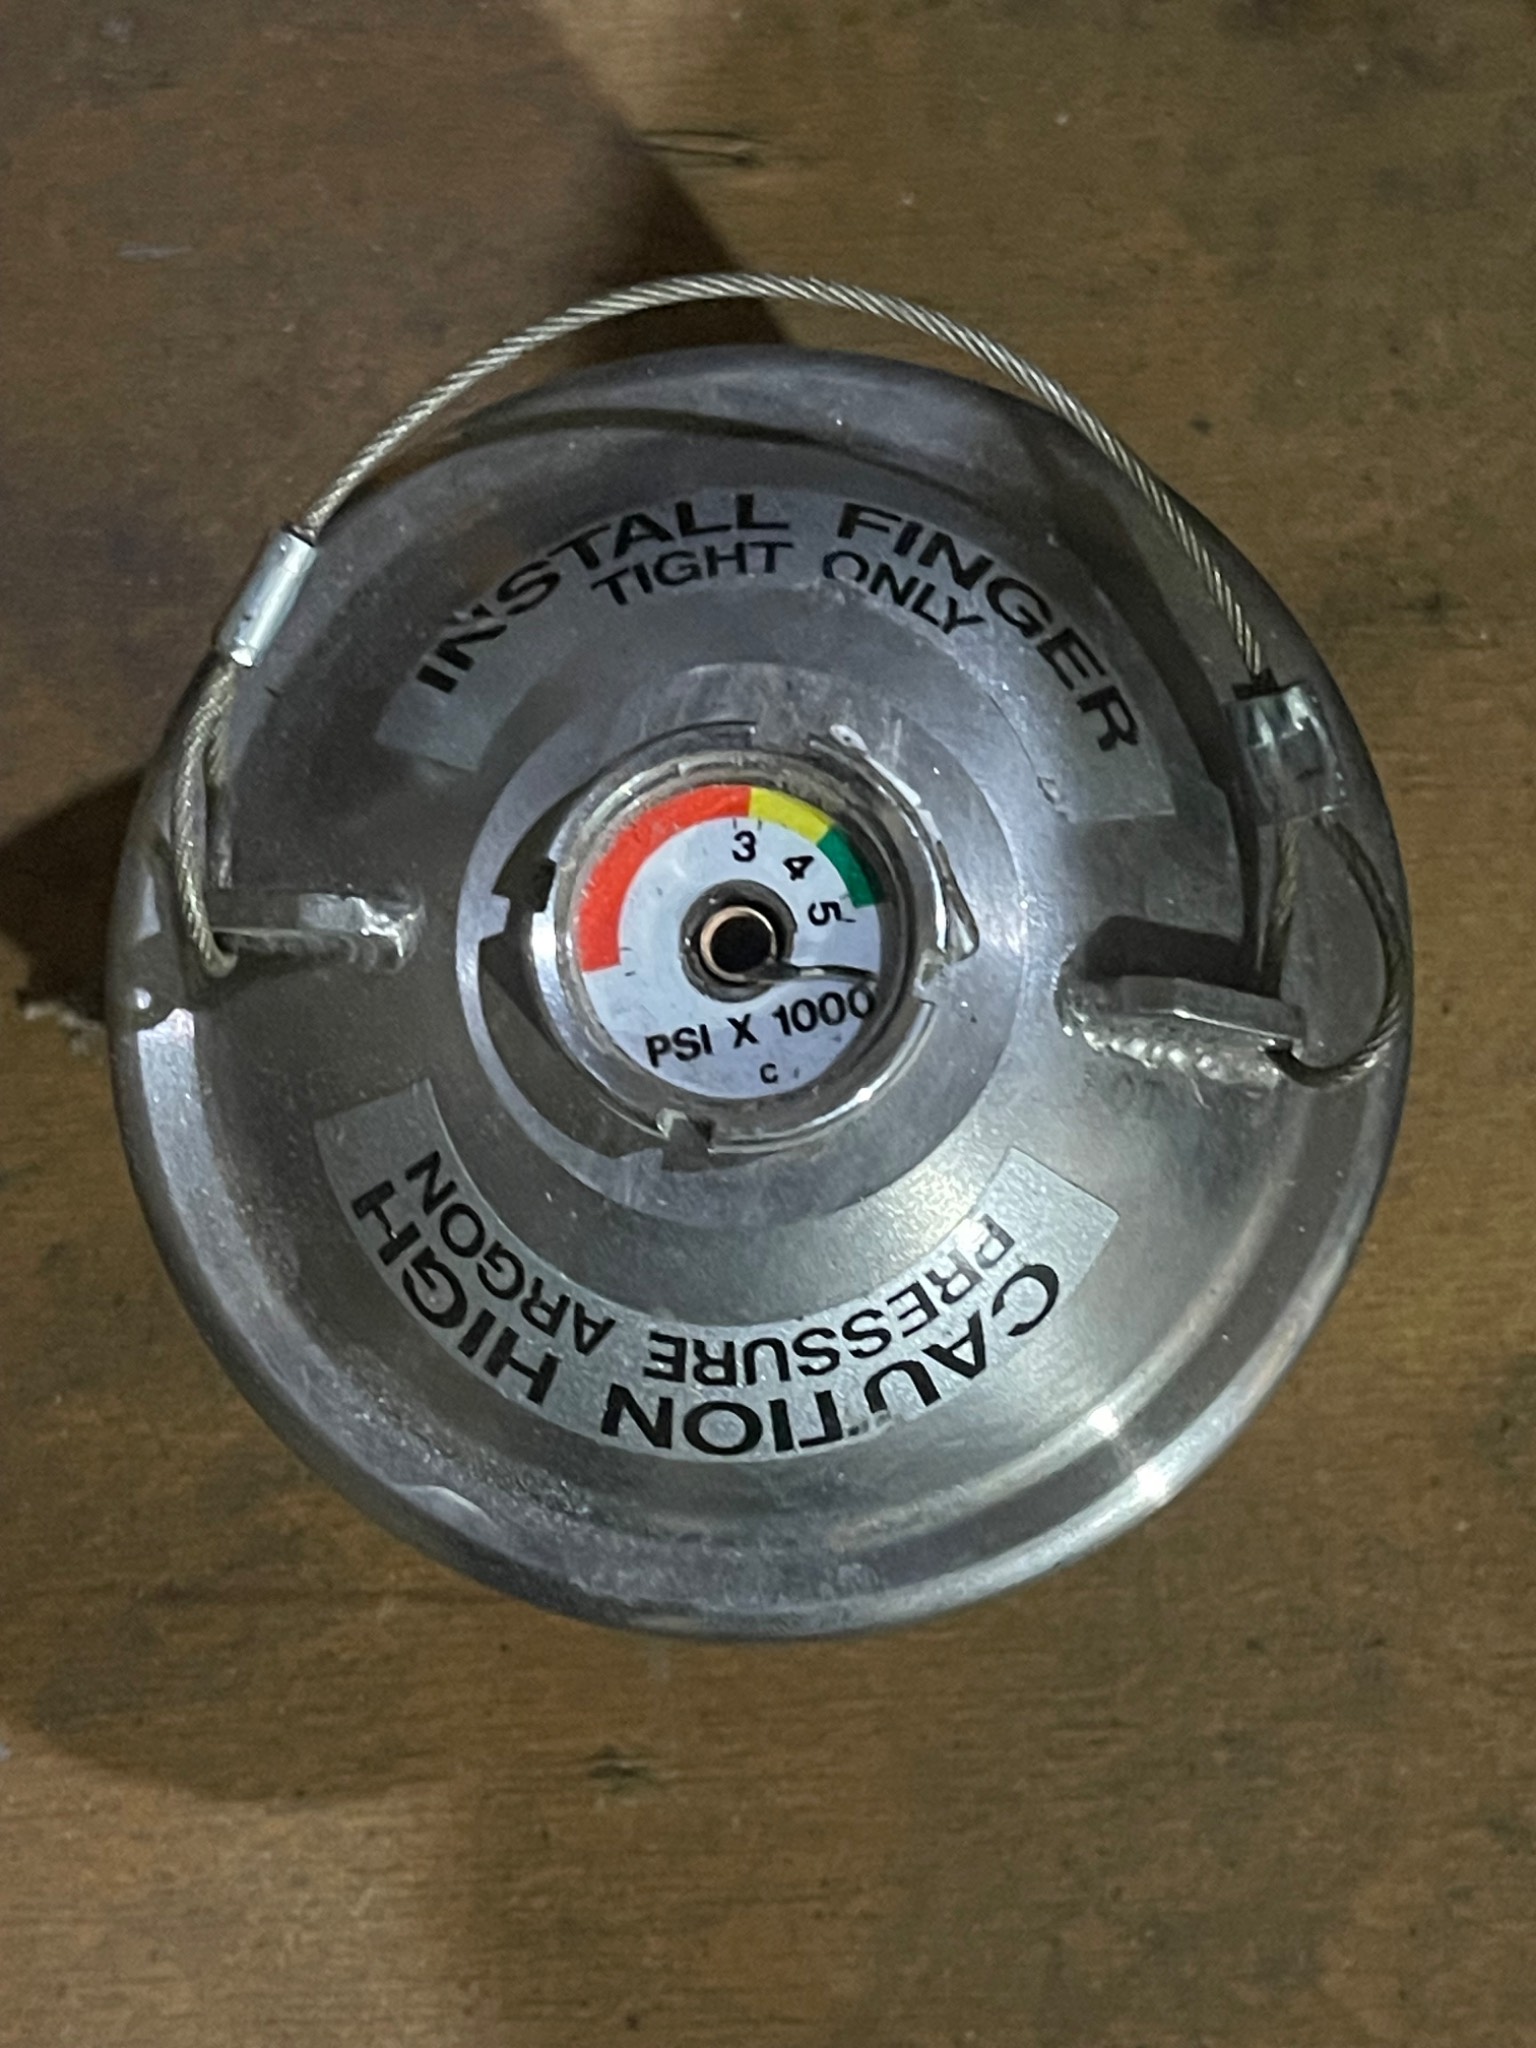 INSTALL FINGER
TIGHT ONLY
3
4
5
PSI X 1000
C
CAUTION HIGH
PRESSURE ARGON